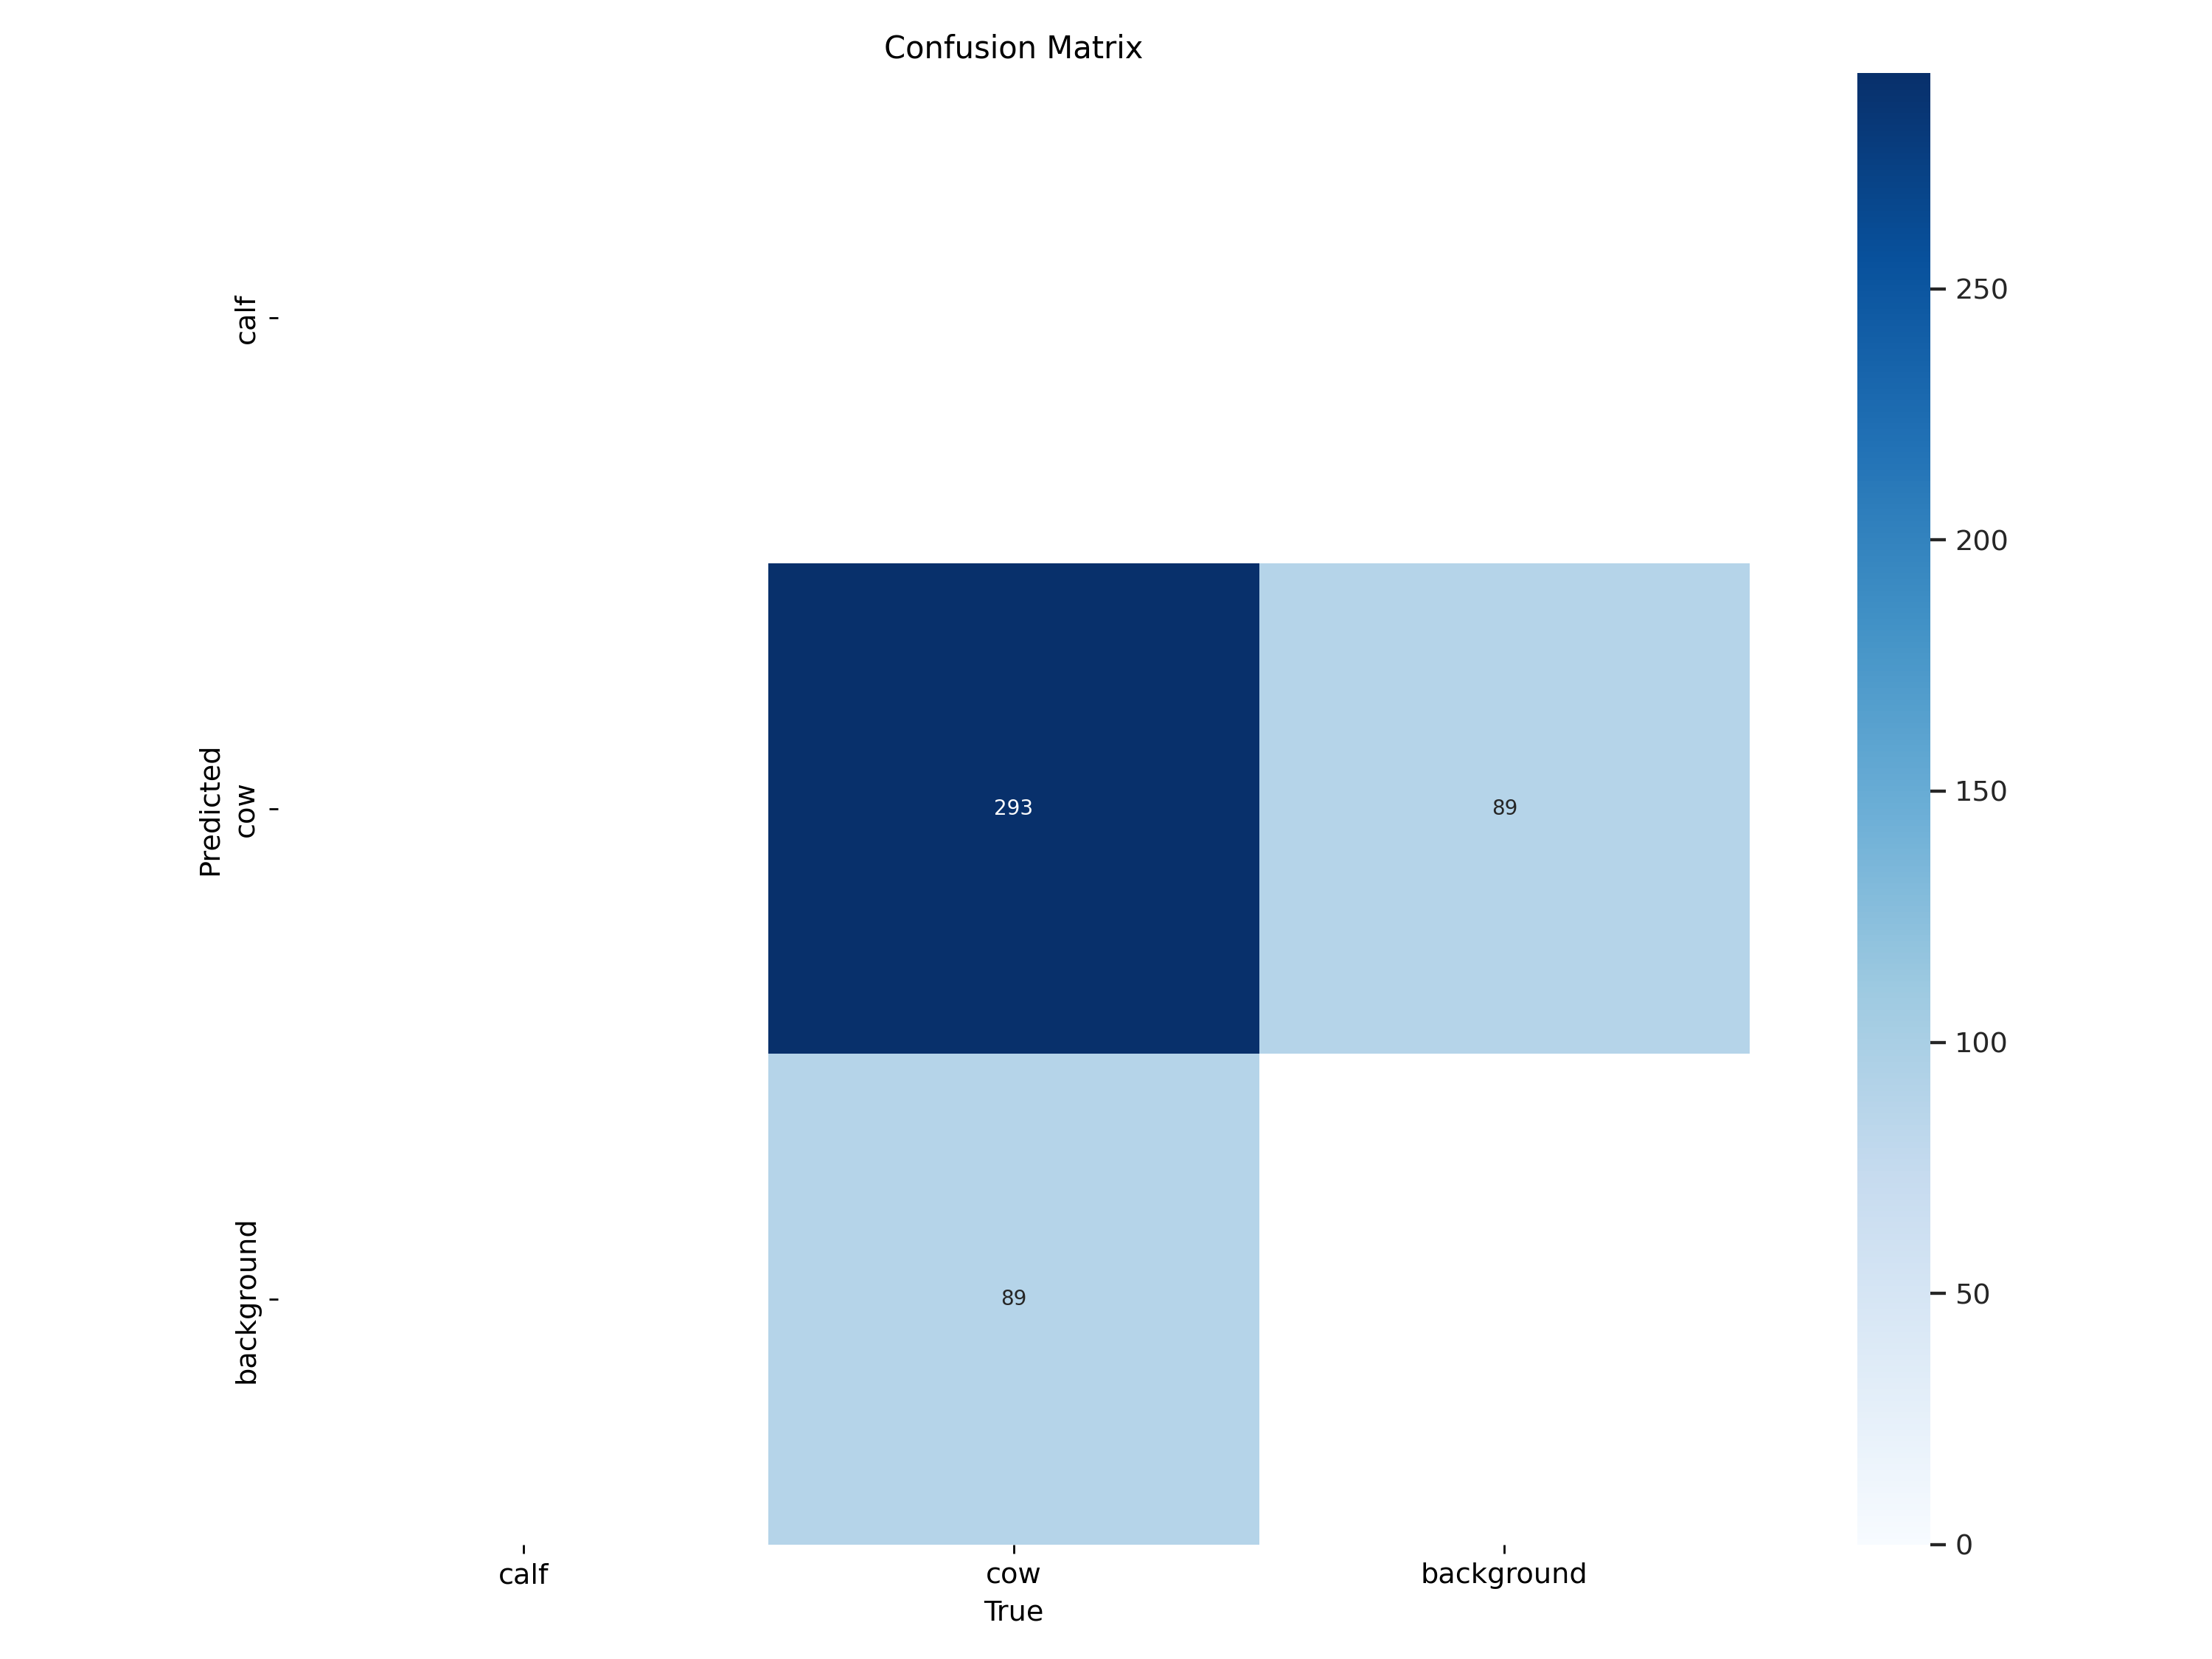 Confusion Matrix
calf
cow
background
Predicted
293
89
89
calf
cow
background
True
250
200
150
100
50
0